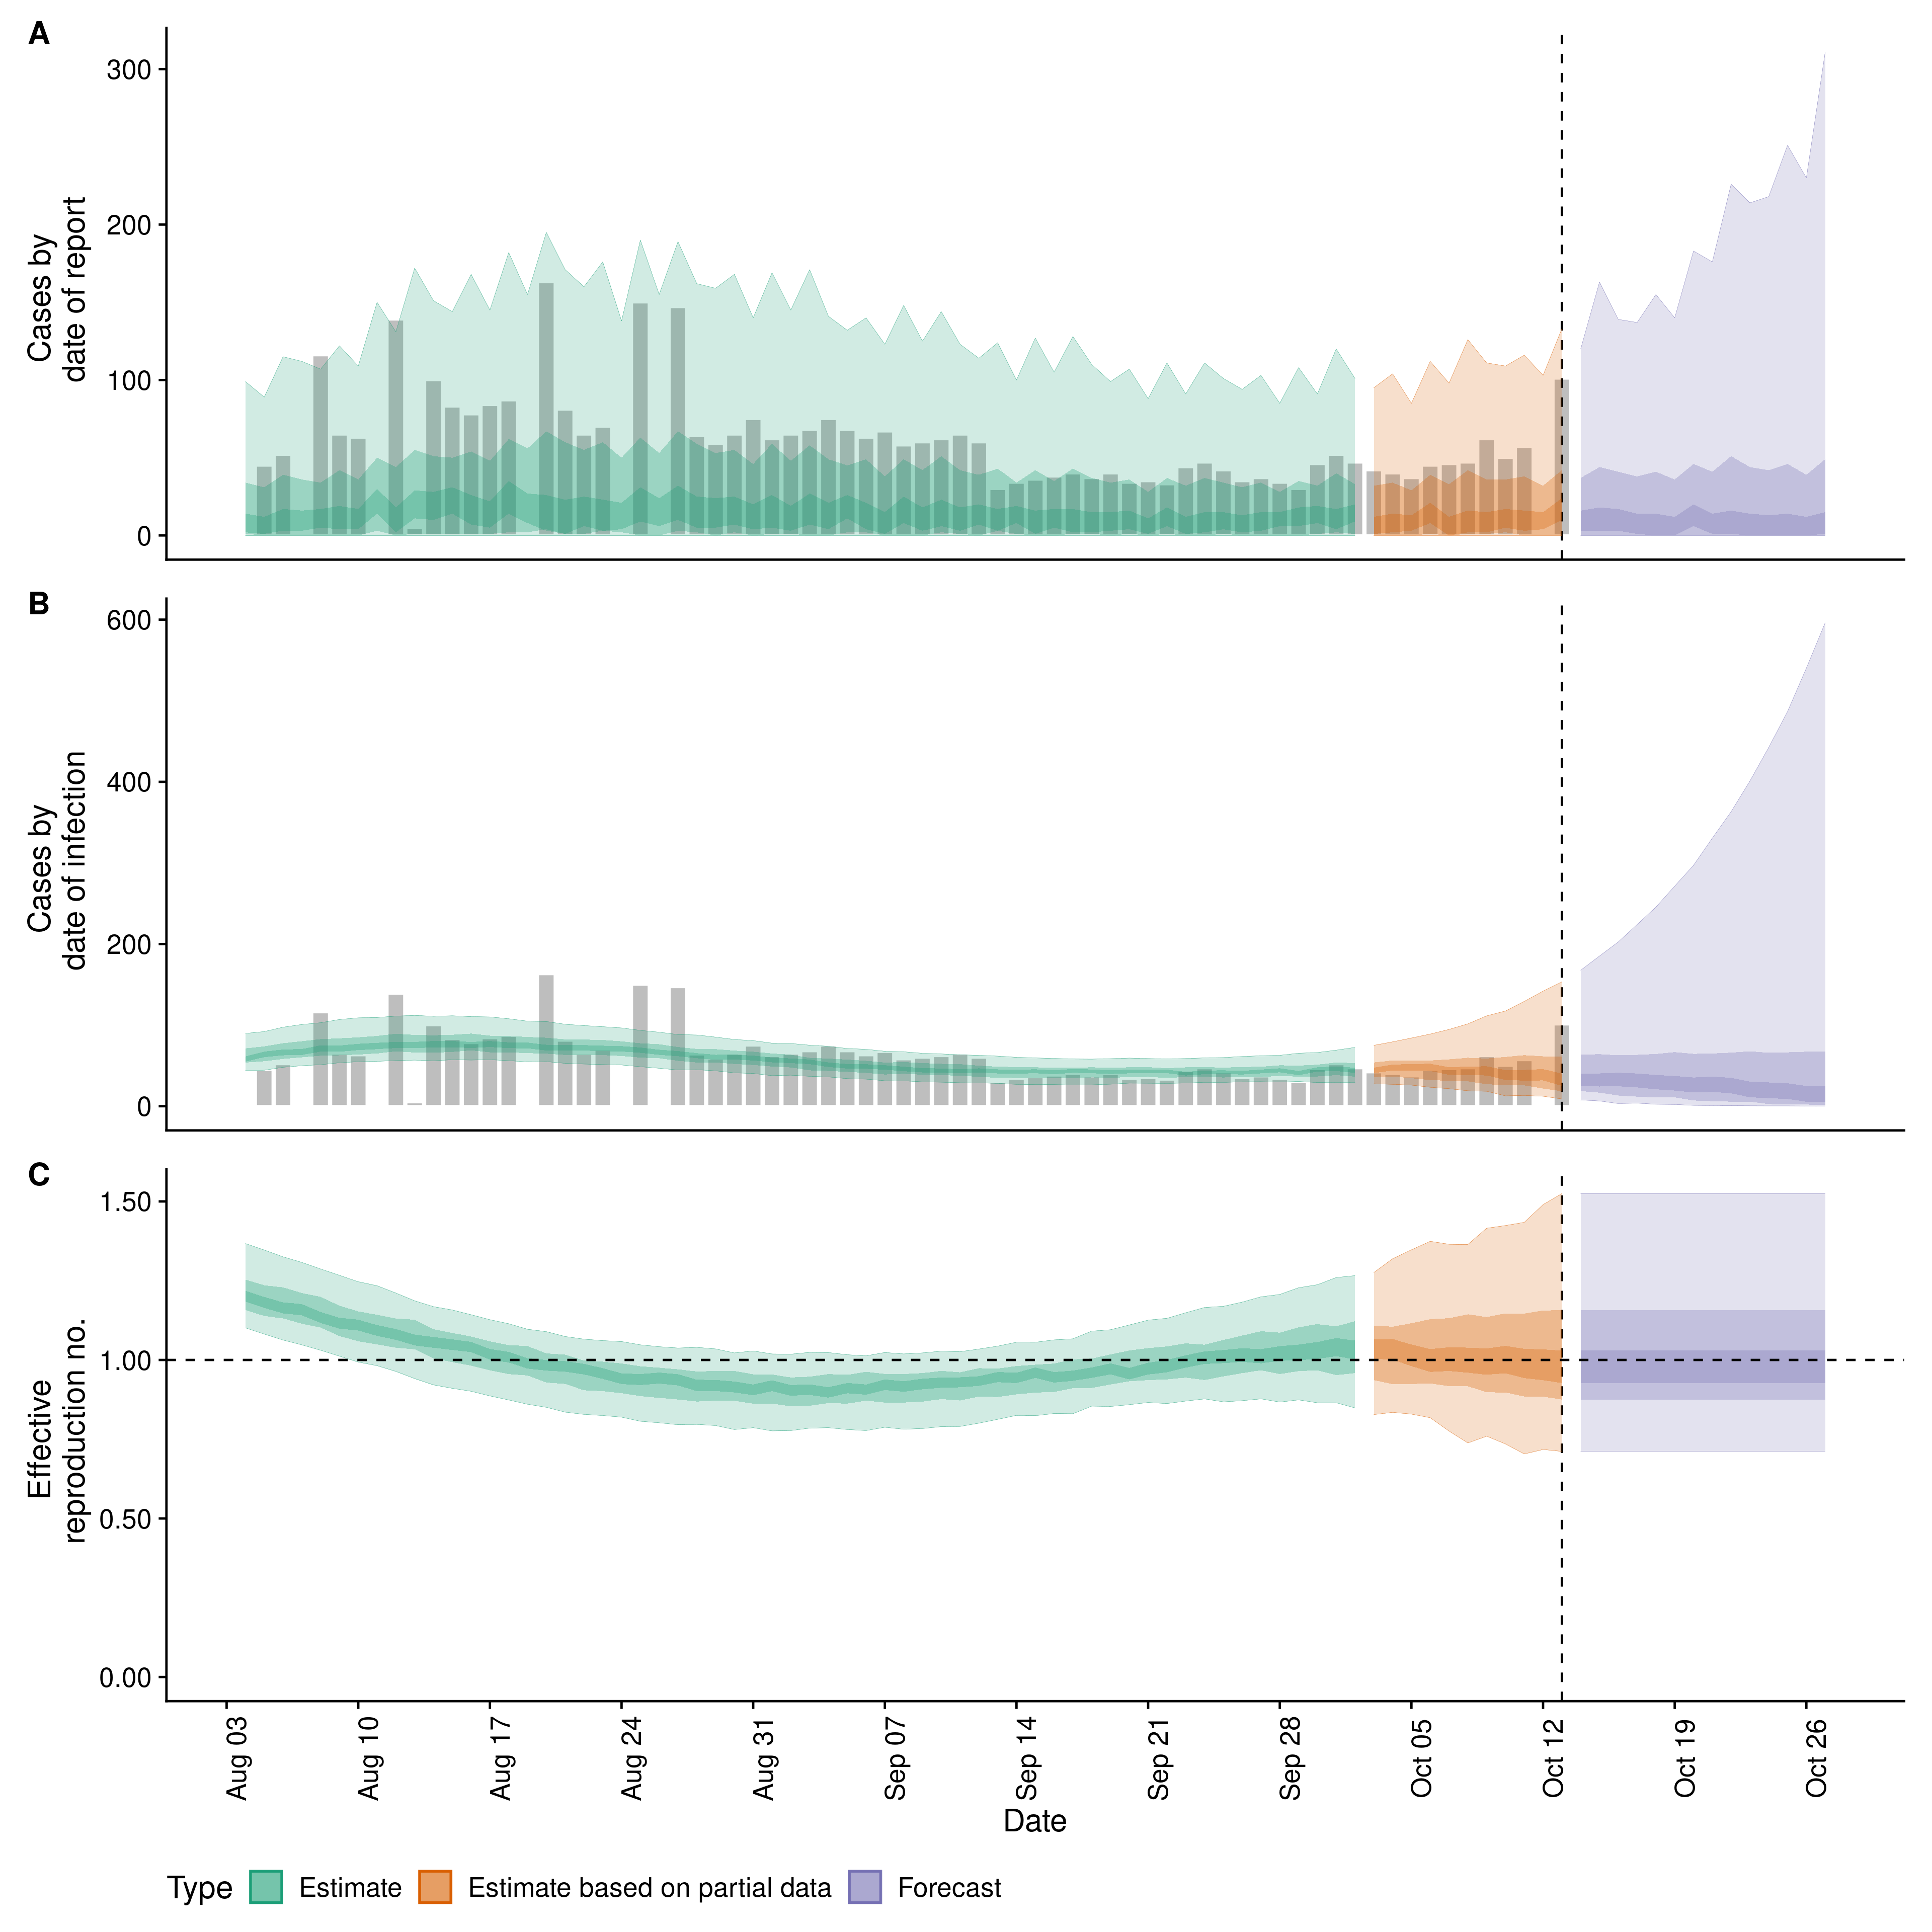 A
300
200
100
0
Cases by
date of report
B
600
400
200
0
Cases by
date of infection
C
1.50
1.00
0.50
0.00
Effective
reproduction no.
Aug 03
Aug 10
Aug 17
Aug 24
Aug 31
Sep 07
Sep 14
Sep 21
Sep 28
Oct 05
Oct 12
Oct 19
Oct 26
Date
Type Estimate Estimate based on partial data Forecast